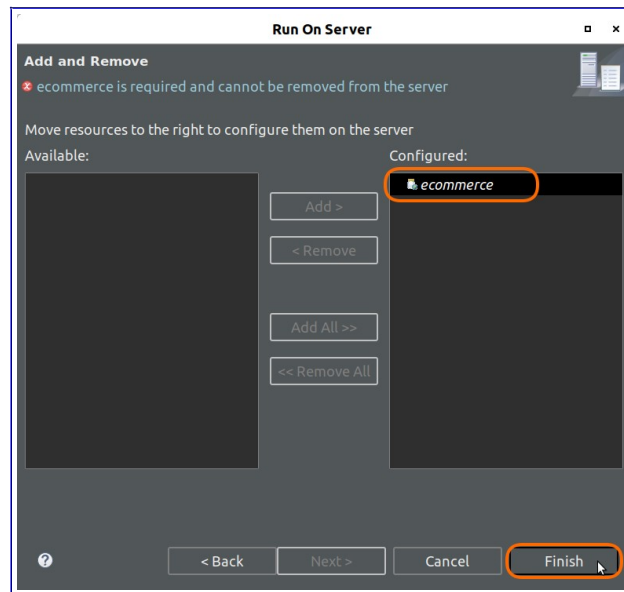 Run On Server
Add and Remove
ecommerce is required and cannot be removed from the server
Move resources to the right to configure them on the server
Available:
Configured:
ecommerce
Add >
< Remove
Add All >>
<< Remove All
?
< Back
Next >
Cancel
Finish